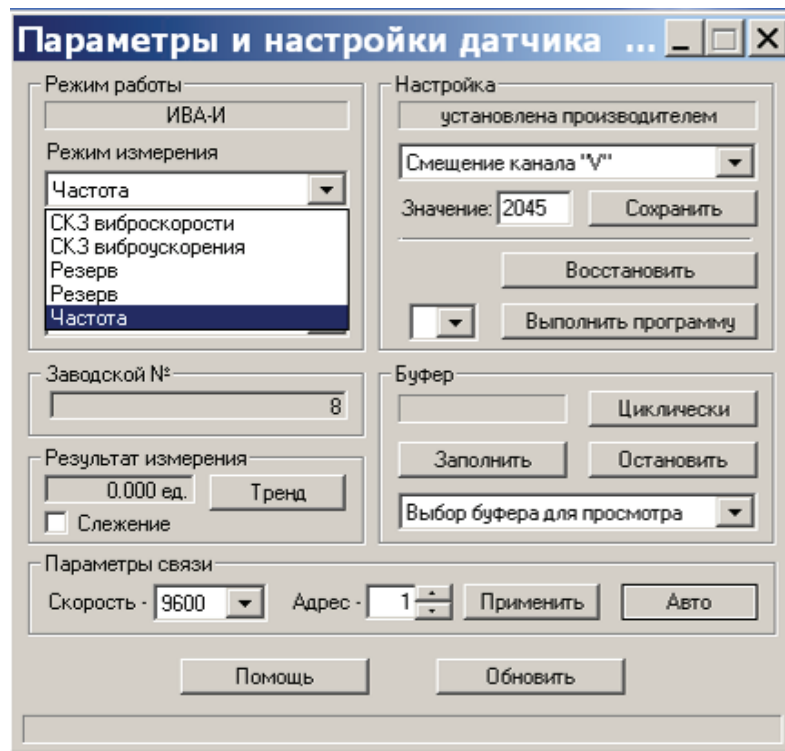 Параметры и настройки датчика ...
Режим работы
ИВА-И
Режим измерения
Частота
СКЗ виброскорости
СКЗ виброускорения
Резерв
Резерв
Частота
Настройка
установлена производителем
Смещение канала "V"
Значение: 2045 Сохранить
Восстановить
Выполнить программу
Заводской №
8
Результат измерения
0.000 ед. Тренд
Слежение
Буфер
Циклически
Заполнить Остановить
Выбор буфера для просмотра
Параметры связи
Скорость - 9600 Адрес - 1 Применить Авто
Помощь Обновить